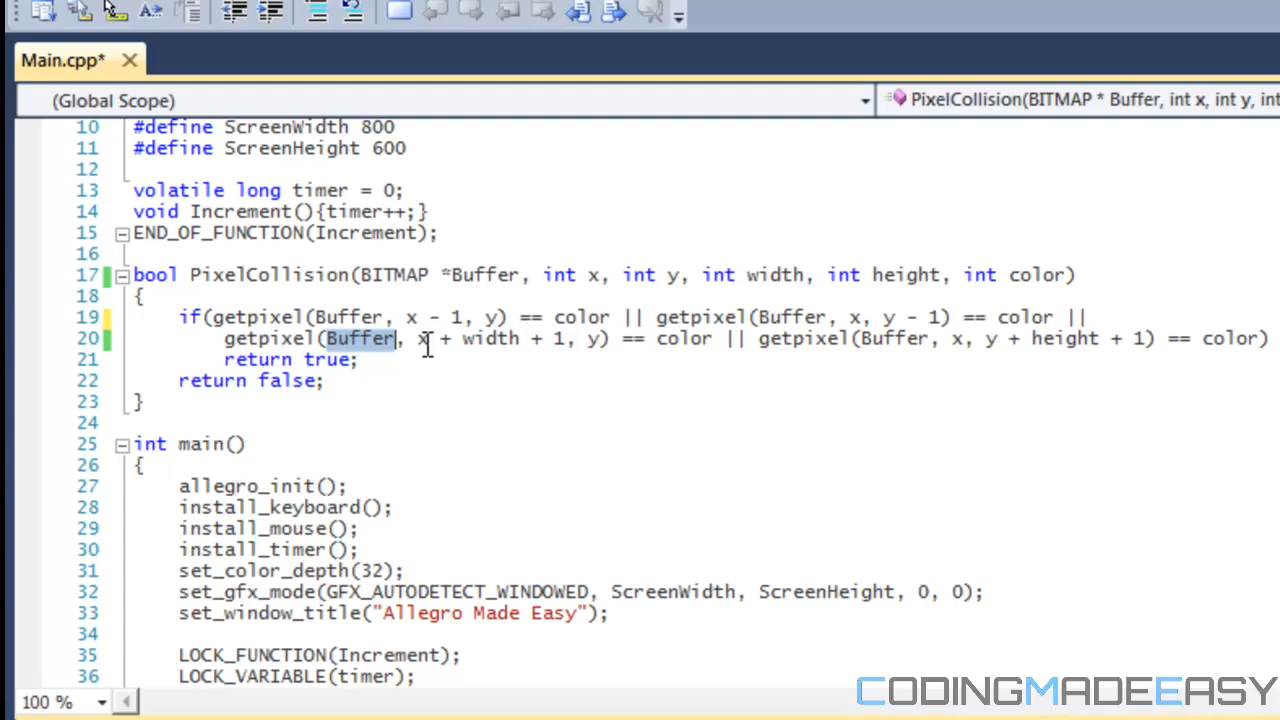 Main.cpp*
(Global Scope)
PixelCollision(BITMAP * Buffer, int x, int y, int
10 #define ScreenWidth 800
11 #define ScreenHeight 600
12
13 volatile long timer = 0;
14 void Increment(){timer++;}
15 END_OF_FUNCTION(Increment);
16
17 bool PixelCollision(BITMAP *Buffer, int x, int y, int width, int height, int color)
18 {
19 if(getpixel(Buffer, x - 1, y) == color || getpixel(Buffer, x, y - 1) == color ||
20 getpixel(Buffer, x + width + 1, y) == color || getpixel(Buffer, x, y + height + 1) == color)
21 return true;
22 return false;
23 }
24
25 int main()
26 {
27 allegro_init();
28 install_keyboard();
29 install_mouse();
30 install_timer();
31 set_color_depth(32);
32 set_gfx_mode(GFX_AUTODETECT_WINDOWED, ScreenWidth, ScreenHeight, 0, 0);
33 set_window_title("Allegro Made Easy");
34
35 LOCK_FUNCTION(Increment);
36 LOCK_VARIABLE(timer);
100 %
CODINGMADEEASY